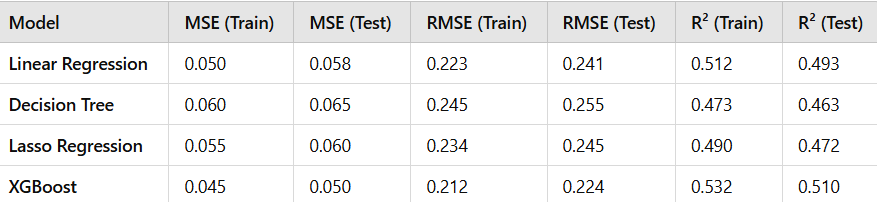 Model MSE (Train) MSE (Test) RMSE (Train) RMSE (Test) R² (Train) R² (Test)
Linear Regression 0.050 0.058 0.223 0.241 0.512 0.493
Decision Tree 0.060 0.065 0.245 0.255 0.473 0.463
Lasso Regression 0.055 0.060 0.234 0.245 0.490 0.472
XGBoost 0.045 0.050 0.212 0.224 0.532 0.510